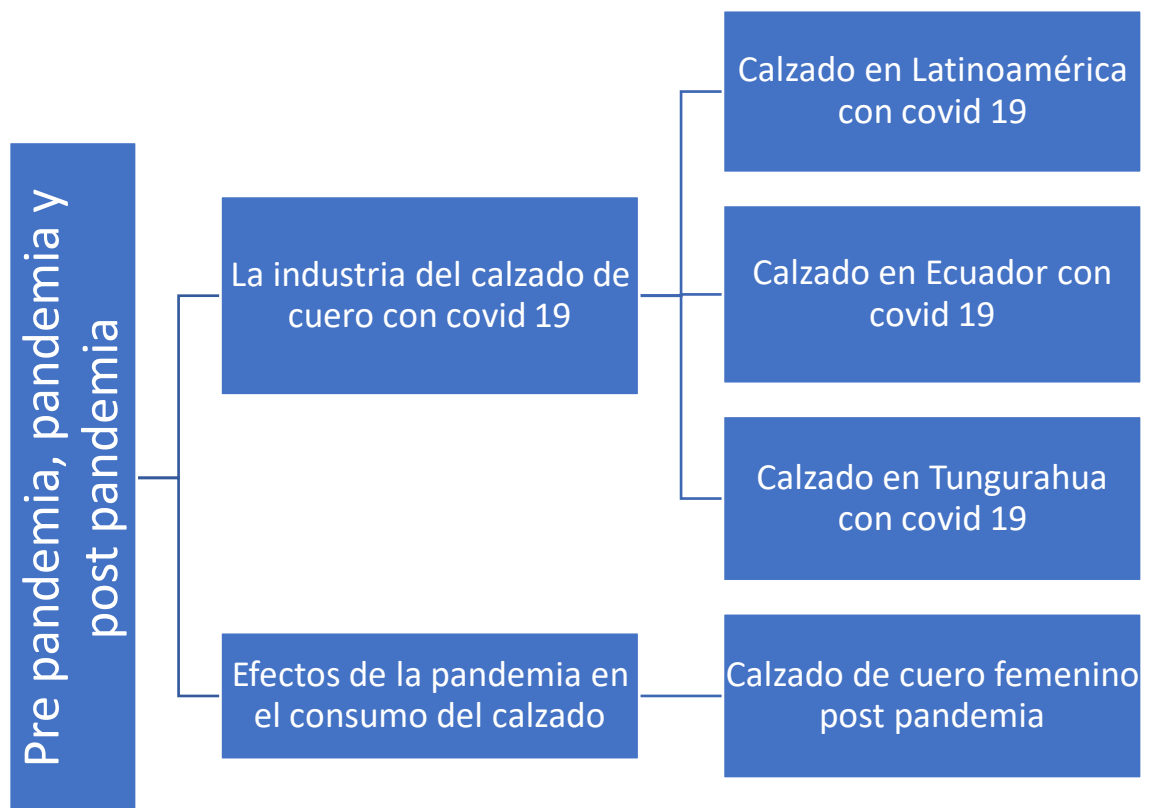 Pre pandemia, pandemia y
post pandemia
La industria del calzado de
cuero con covid 19
Calzado en Latinoamérica
con covid 19
Calzado en Ecuador con
covid 19
Calzado en Tungurahua
con covid 19
Efectos de la pandemia en
el consumo del calzado
Calzado de cuero femenino
post pandemia